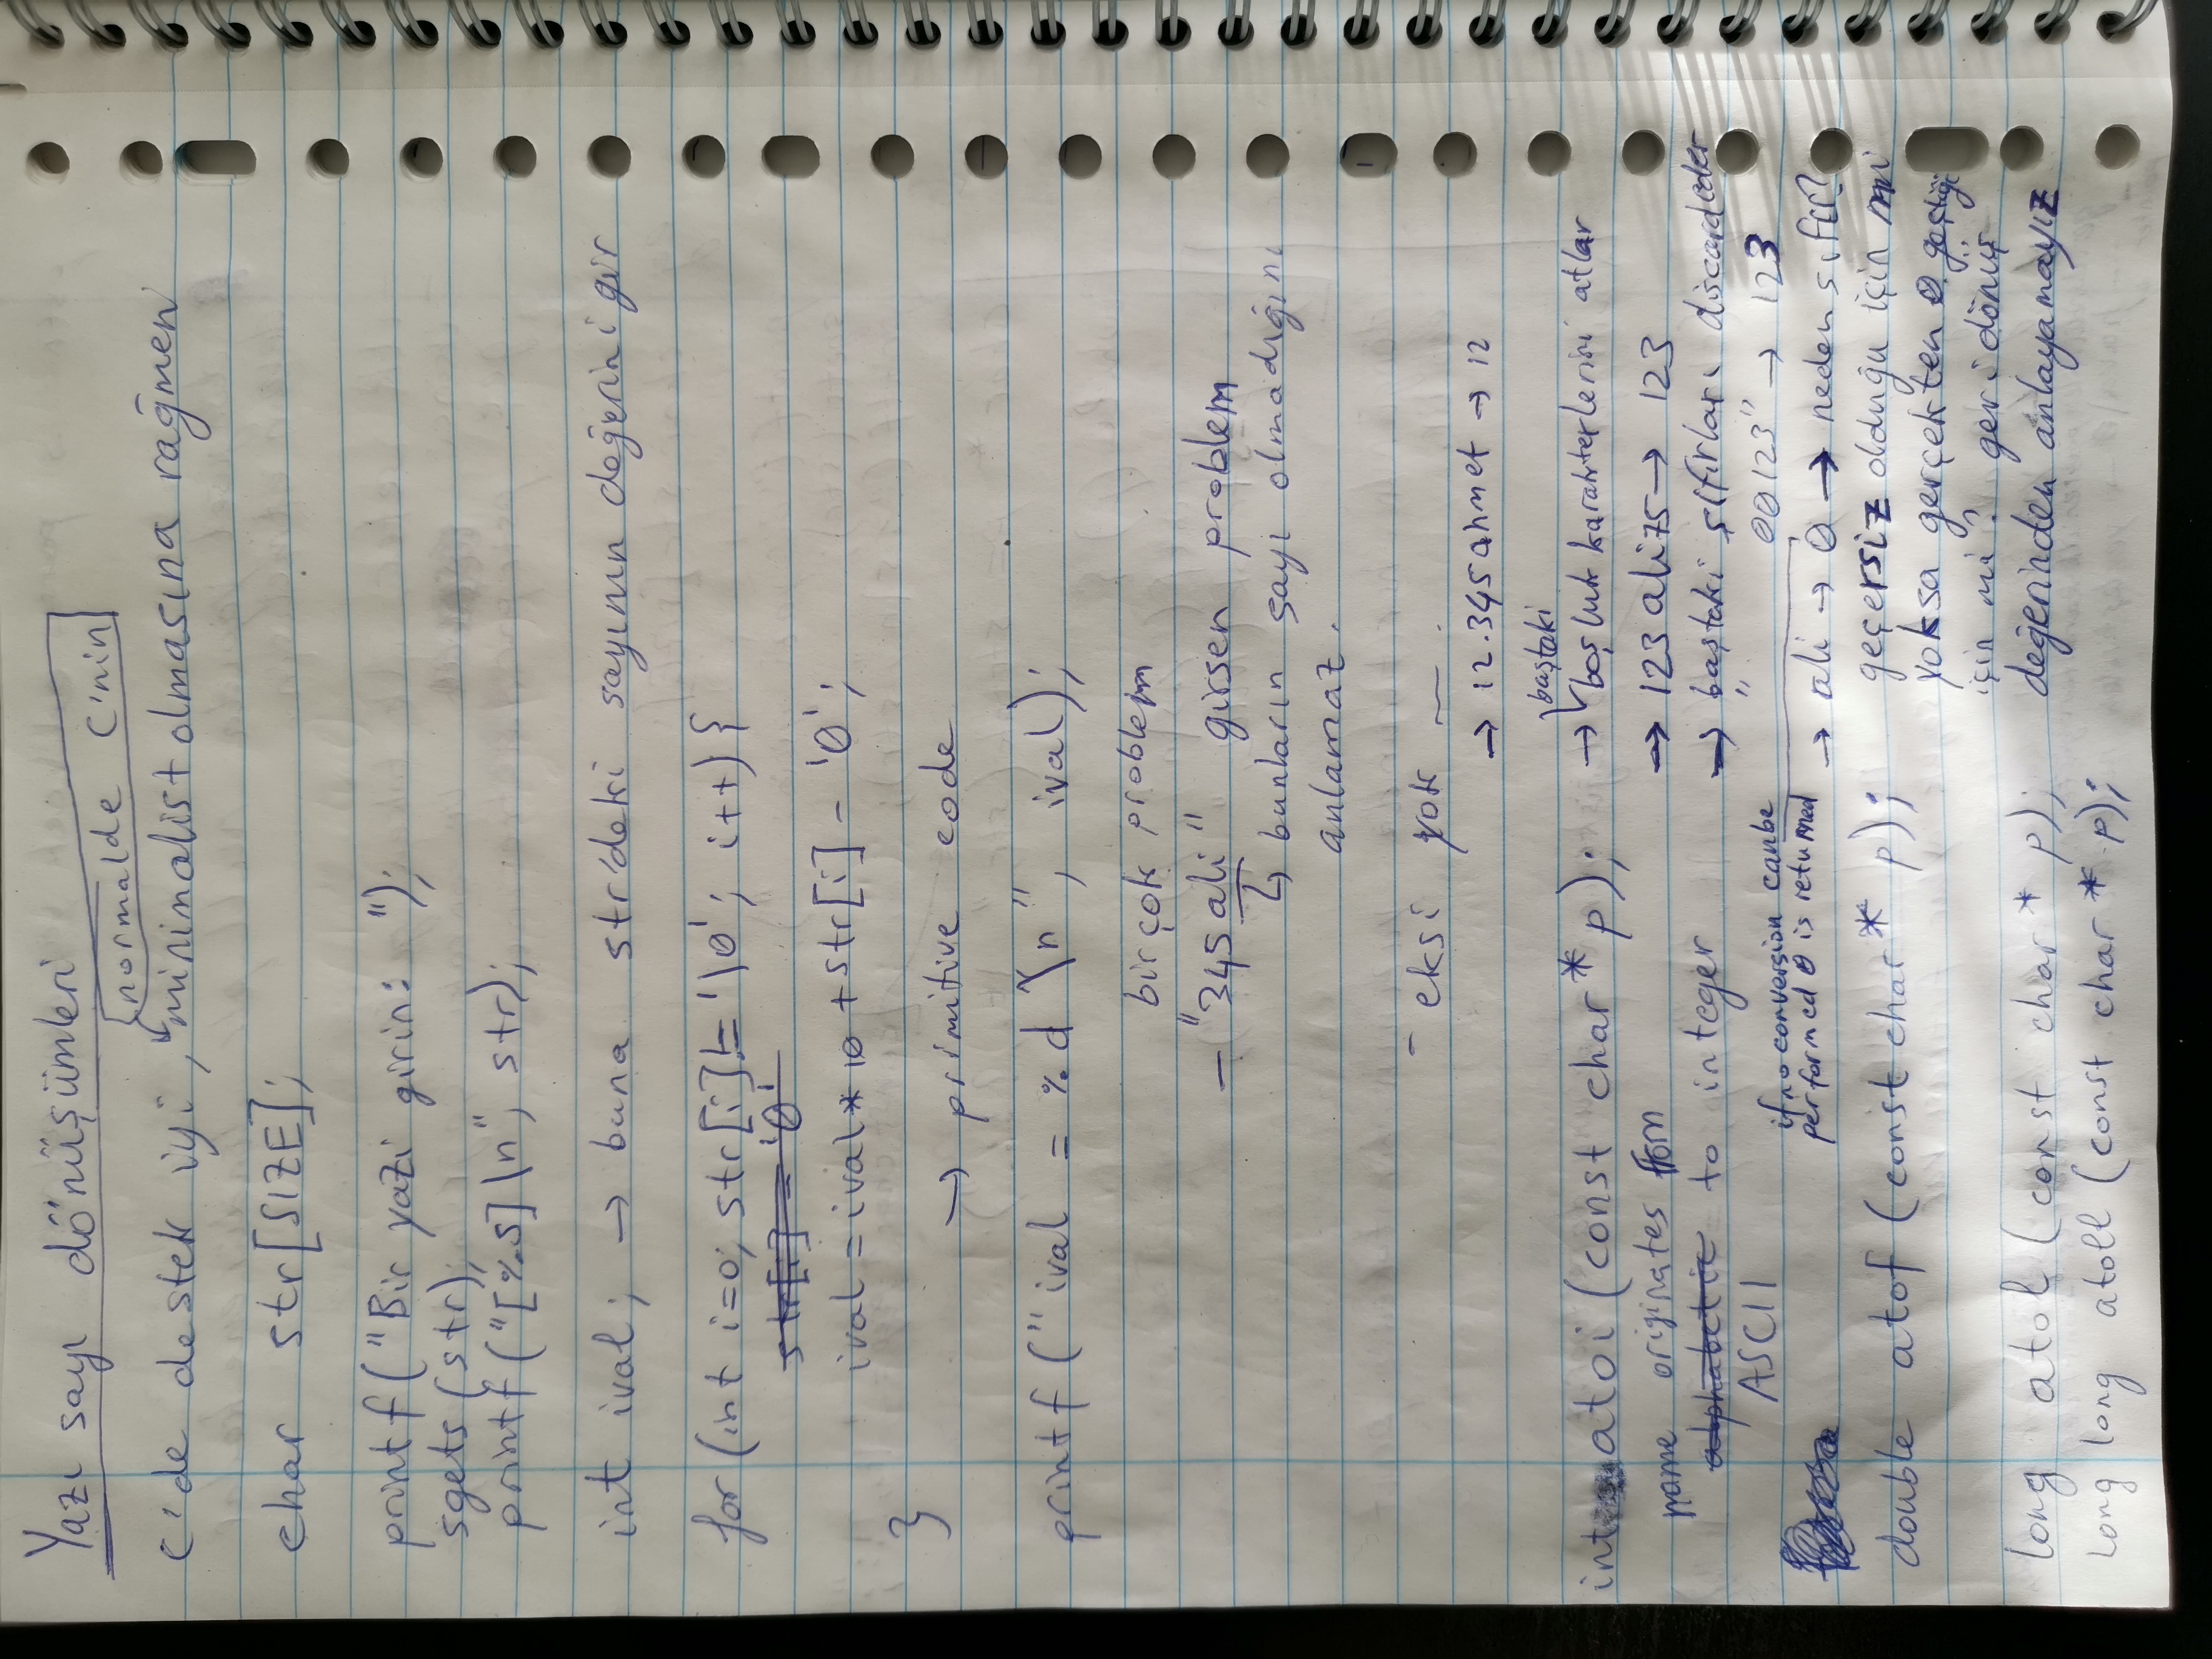 Yazı sayı dönüşümleri
normalde C'nin
C'de destek iyi, minimalist olmasına rağmen
char str[SIZE];
printf("Bir yazi girin: ");
sgets(str);
printf("[%s]\n", str);
int ival; → buna str'deki sayının değerini gir
for (int i=0; str[i]!='\0'; i++) {
str[i] - '0'
ival = ival * 10 + str[i] - '0';
}
→ primitive code
printf("ival = %d \n", ival);
birçok problem
- "345ali" girsen problem
↳ bunların sayı olmadığını
anlamaz.
- eksi yok
→ 12.345ahmet → 12
int atoi (const char* p);
→ baştaki boşluk karakterlerini atlar
name originates from
alphabetic to integer
ASCII
→ 123ali75 → 123
→ baştaki sıfırları discard eder
"00123" → 123
if no conversion can be
performed 0 is returned
→ ali → 0 → neden sıfır?
geçersiz olduğu için mi
yoksa gerçekten 0 geçtiği
için mi? geri dönüş
değerinden anlayamayız
double atof (const char* p);
long atol (const char* p);
long long atoll (const char* p);